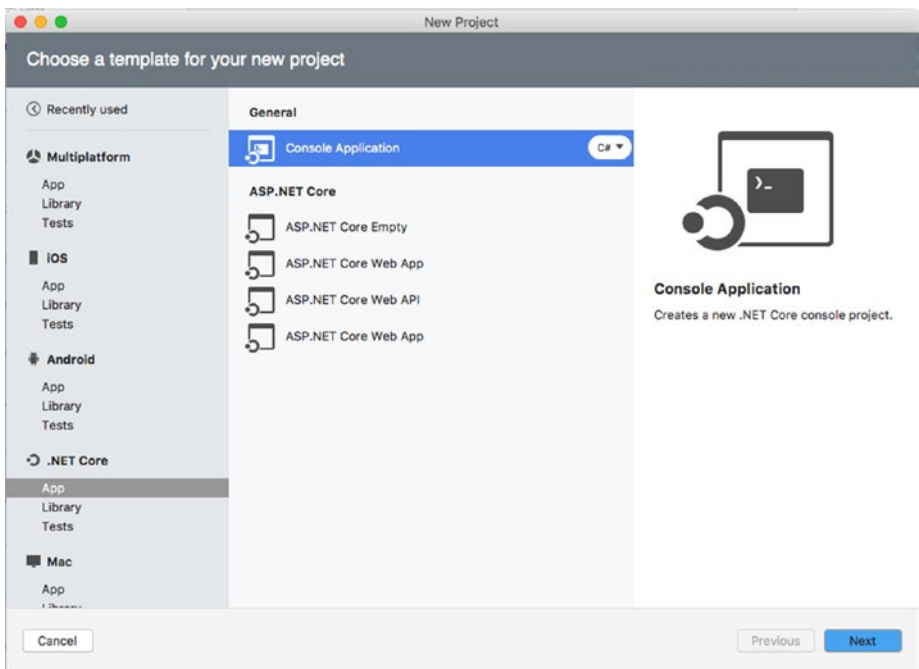 New Project
Choose a template for your new project
Recently used
Multiplatform
App
Library
Tests
iOS
App
Library
Tests
Android
App
Library
Tests
.NET Core
App
Library
Tests
Mac
App
General
Console Application
C#
ASP.NET Core
ASP.NET Core Empty
ASP.NET Core Web App
ASP.NET Core Web API
ASP.NET Core Web App
Console Application
Creates a new .NET Core console project.
Cancel
Previous
Next